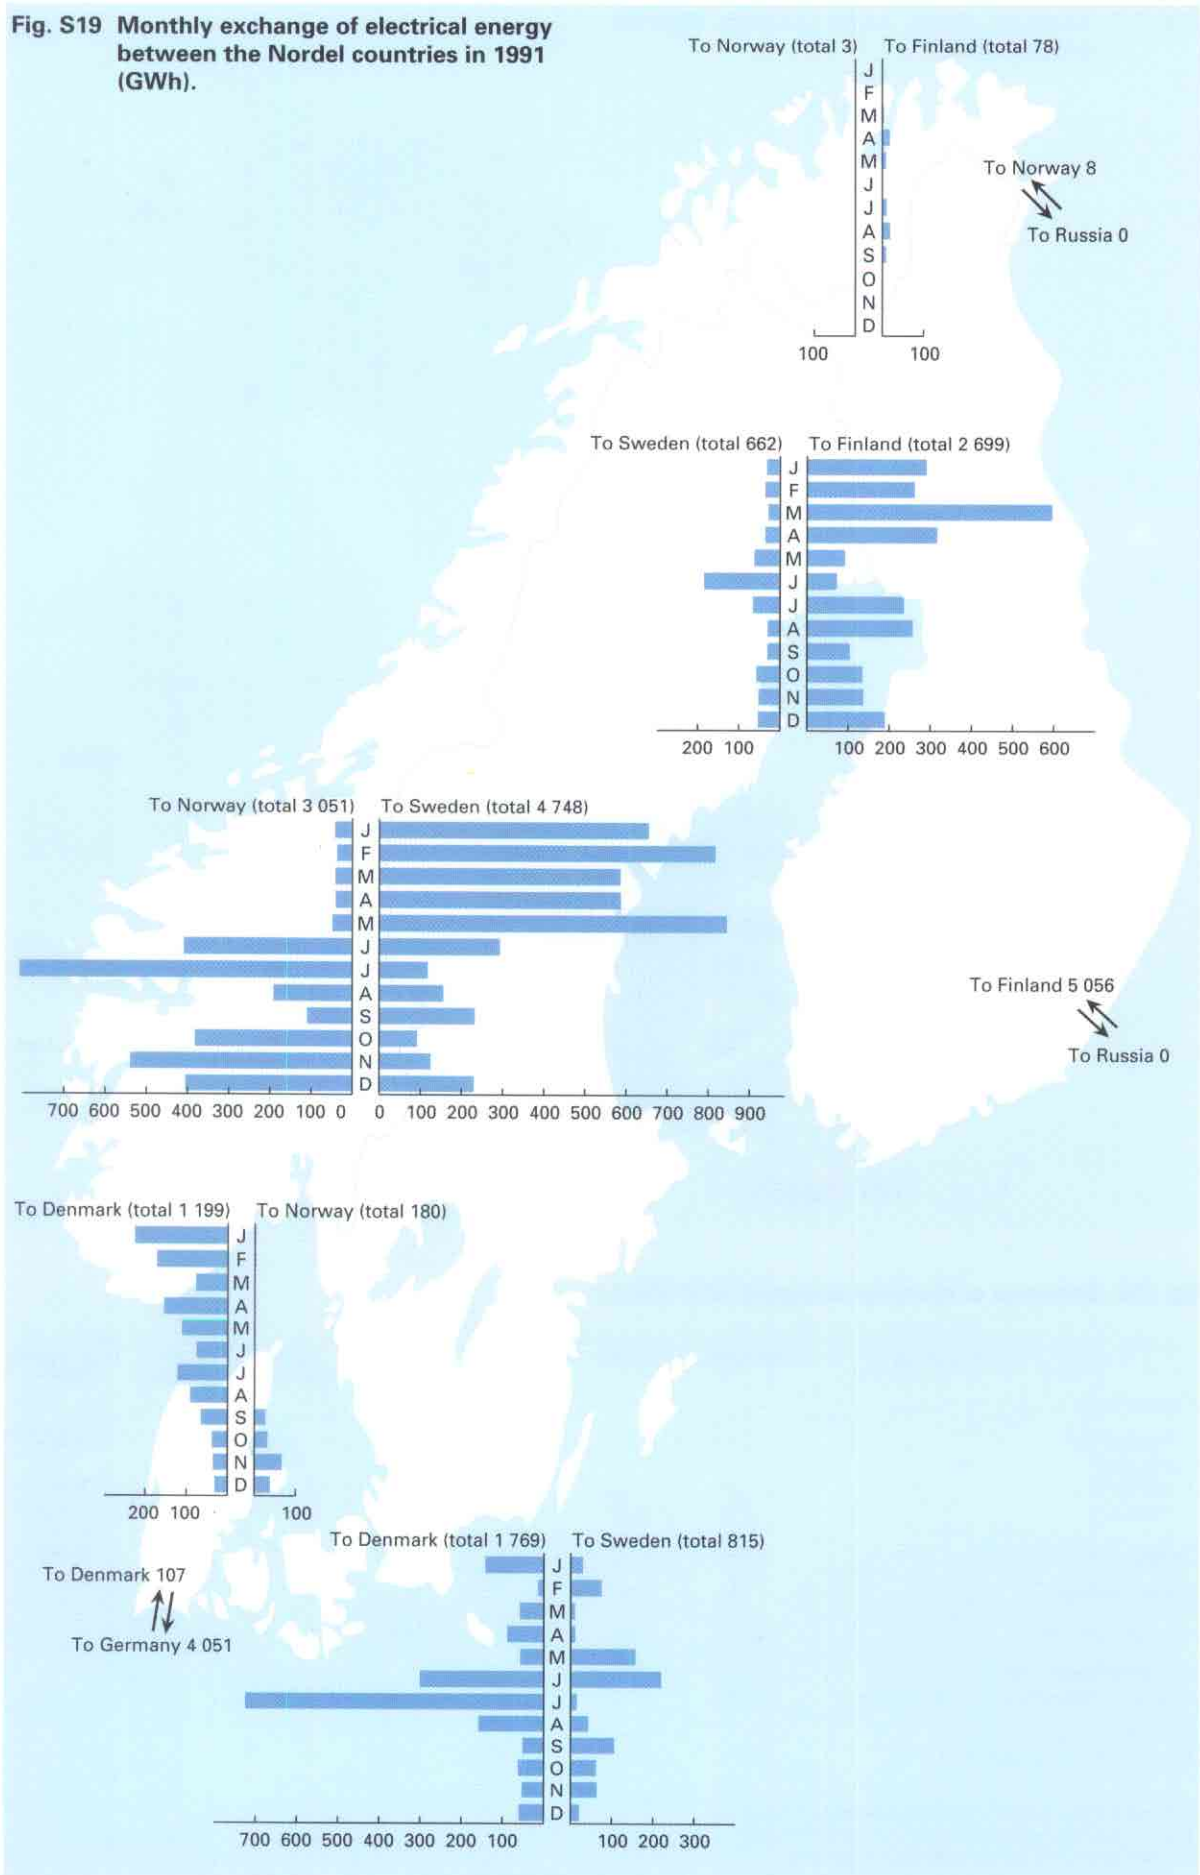 Fig. S19 Monthly exchange of electrical energy
between the Nordel countries in 1991
(GWh).
To Norway (total 3) To Finland (total 78)
J
F
M
A
M
J
J
A
S
O
N
D
100 100
To Norway 8
To Russia 0
To Sweden (total 662) To Finland (total 2 699)
J
F
M
A
M
J
J
A
S
O
N
D
200 100 100 200 300 400 500 600
To Norway (total 3 051) To Sweden (total 4 748)
J
F
M
A
M
J
J
A
S
O
N
D
700 600 500 400 300 200 100 0 0 100 200 300 400 500 600 700 800 900
To Finland 5 056
To Russia 0
To Denmark (total 1 199) To Norway (total 180)
J
F
M
A
M
J
J
A
S
O
N
D
200 100 100
To Denmark 107
To Germany 4 051
To Denmark (total 1 769) To Sweden (total 815)
J
F
M
A
M
J
J
A
S
O
N
D
700 600 500 400 300 200 100 100 200 300